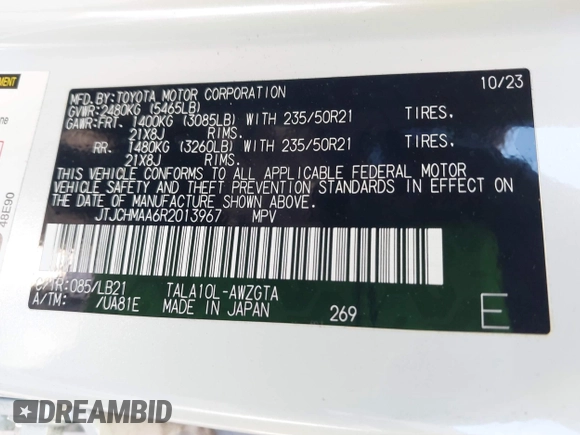 MFD.BY:TOYOTA MOTOR CORPORATION 10/23
GVWR:2480KG (5465LB)
GAWR:FRT. 1400KG (3085LB) WITH 235/50R21 TIRES,
21X8J RIMS.
RR. 1480KG (3260LB) WITH 235/50R21 TIRES,
21X8J RIMS.
THIS VEHICLE CONFORMS TO ALL APPLICABLE FEDERAL MOTOR
VEHICLE SAFETY AND THEFT PREVENTION STANDARDS IN EFFECT ON
THE DATE OF MANUFACTURE SHOWN ABOVE.
JTJCHMAA6R2013967 MPV
C/TR:085/LB21 TALA10L-AWZGTA
A/TM: /UA81E MADE IN JAPAN 269 E
48E90
DREAMBID